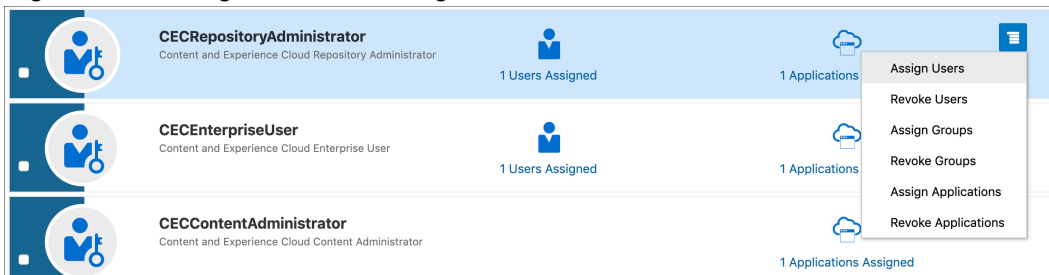 CECRepositoryAdministrator
Content and Experience Cloud Repository Administrator
1 Users Assigned
1 Applications
Assign Users
Revoke Users
Assign Groups
Revoke Groups
Assign Applications
Revoke Applications
CECEnterpriseUser
Content and Experience Cloud Enterprise User
1 Users Assigned
1 Applications
CECContentAdministrator
Content and Experience Cloud Content Administrator
1 Applications Assigned